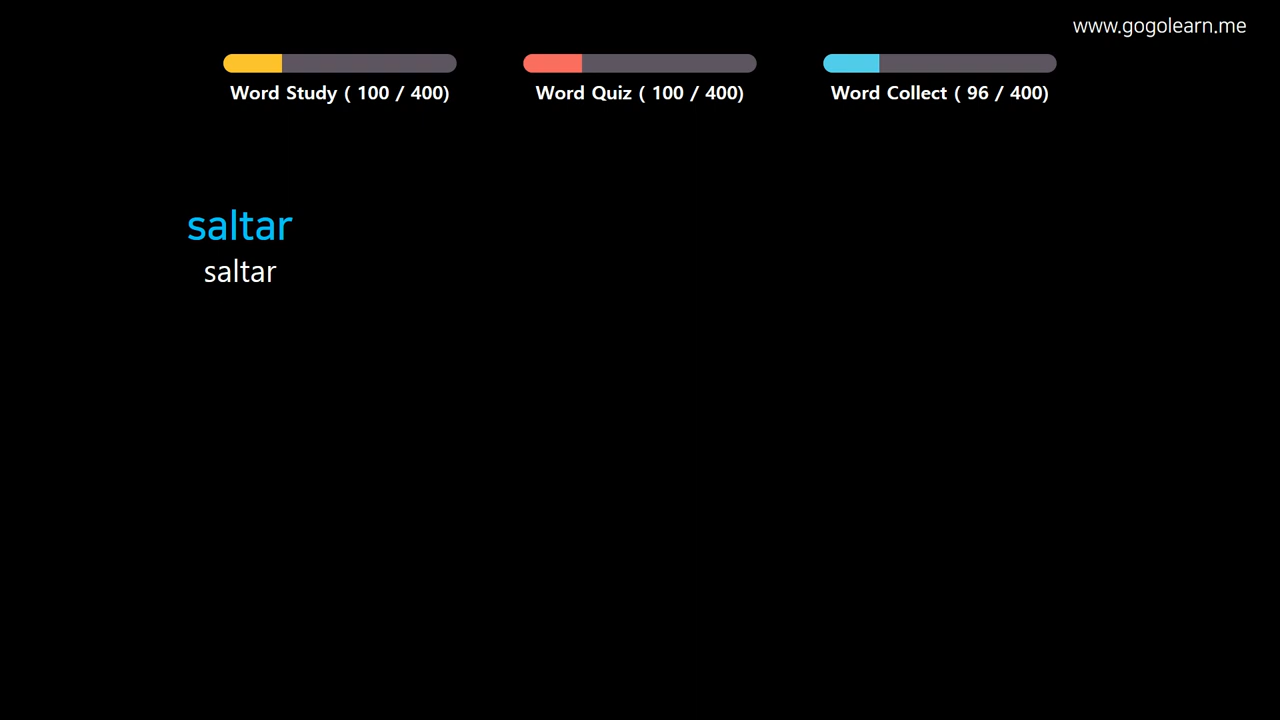 www.gogolearn.me
Word Study ( 100 / 400)
Word Quiz ( 100 / 400)
Word Collect ( 96 / 400)
saltar
saltar